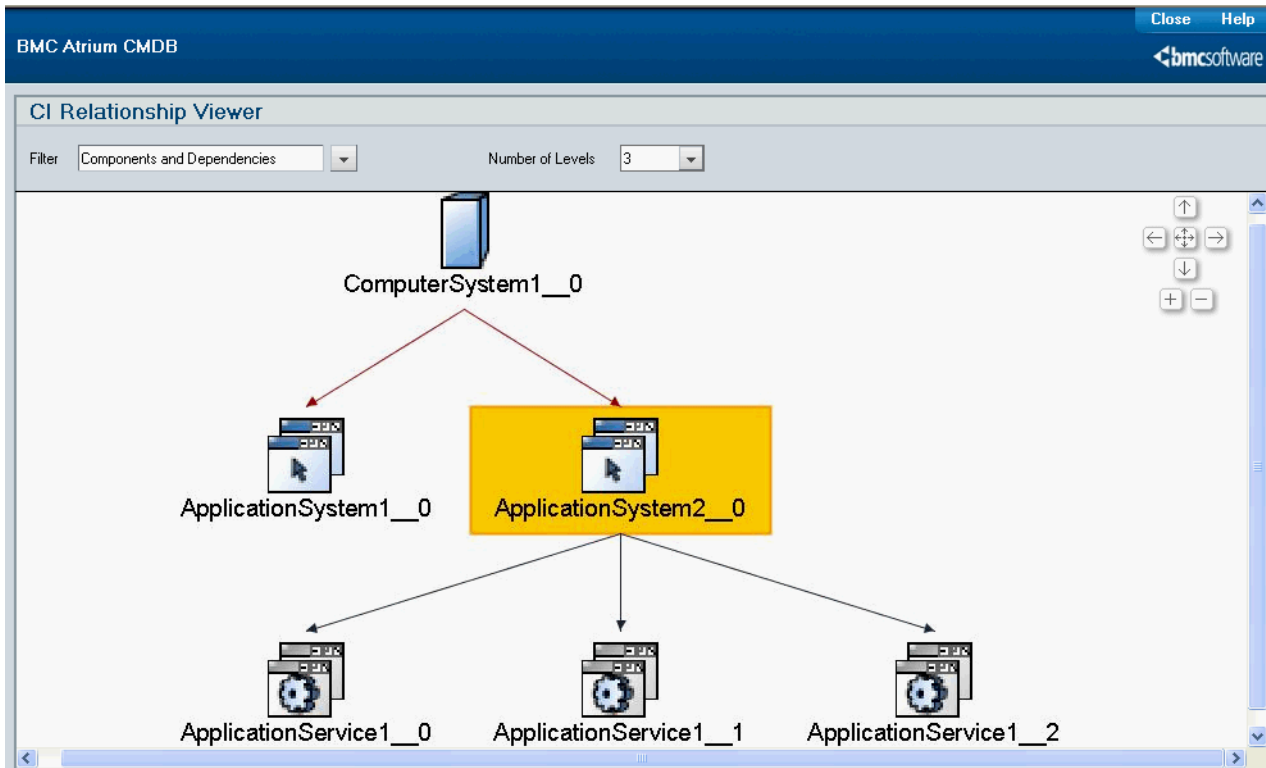 Close Help
BMC Atrium CMDB
bmcsoftware
CI Relationship Viewer
Filter Components and Dependencies Number of Levels 3
ComputerSystem1__0
ApplicationSystem1__0 ApplicationSystem2__0
ApplicationService1__0 ApplicationService1__1 ApplicationService1__2